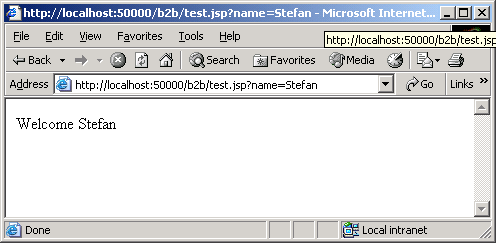 http://localhost:50000/b2b/test.jsp?name=Stefan - Microsoft Internet...
File Edit View Favorites Tools Help
http://localhost:50000/b2b/test.jsp
Back Search Favorites Media
Address http://localhost:50000/b2b/test.jsp?name=Stefan Go Links »
Welcome Stefan
Done Local intranet